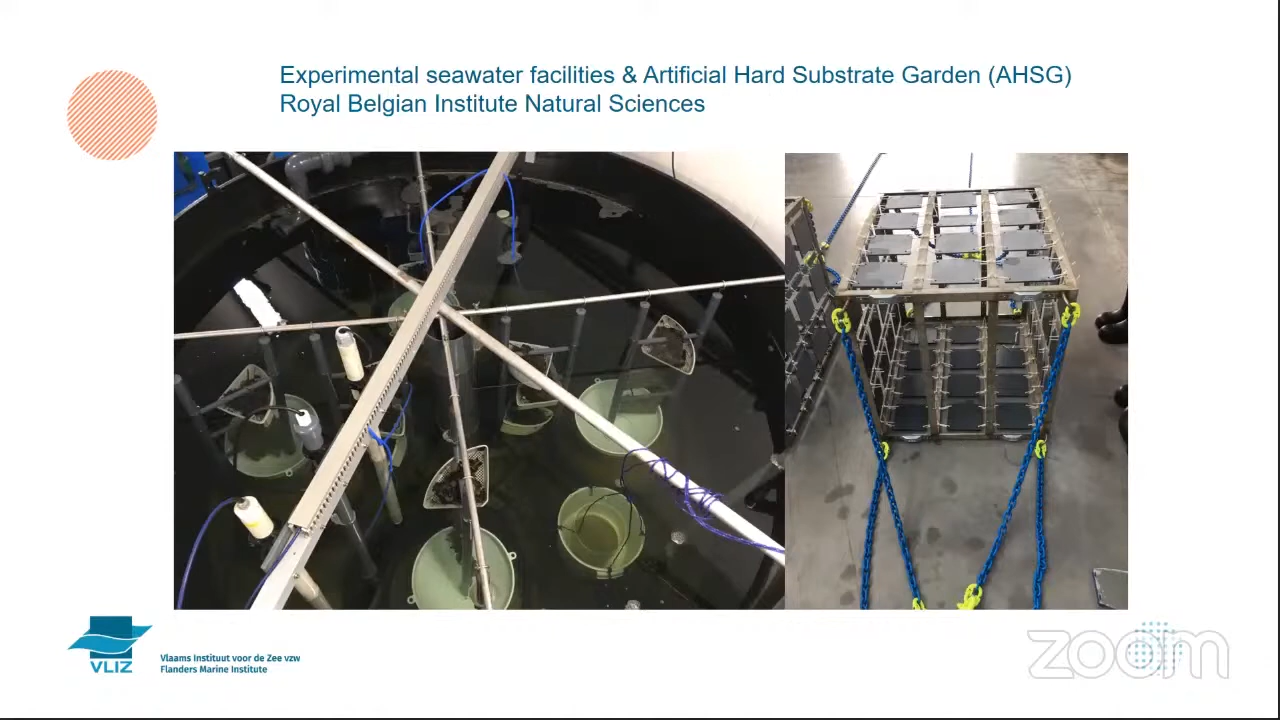 Experimental seawater facilities & Artificial Hard Substrate Garden (AHSG)
Royal Belgian Institute Natural Sciences
VLIZ
Vlaams Instituut voor de Zee vzw
Flanders Marine Institute
zoom